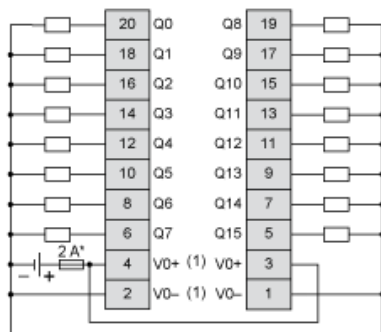 20 Q0 Q8 19
18 Q1 Q9 17
16 Q2 Q10 15
14 Q3 Q11 13
12 Q4 Q12 11
10 Q5 Q13 9
8 Q6 Q14 7
6 Q7 Q15 5
2 A*
– + 4 V0+ (1) V0+ 3
2 V0– (1) V0– 1